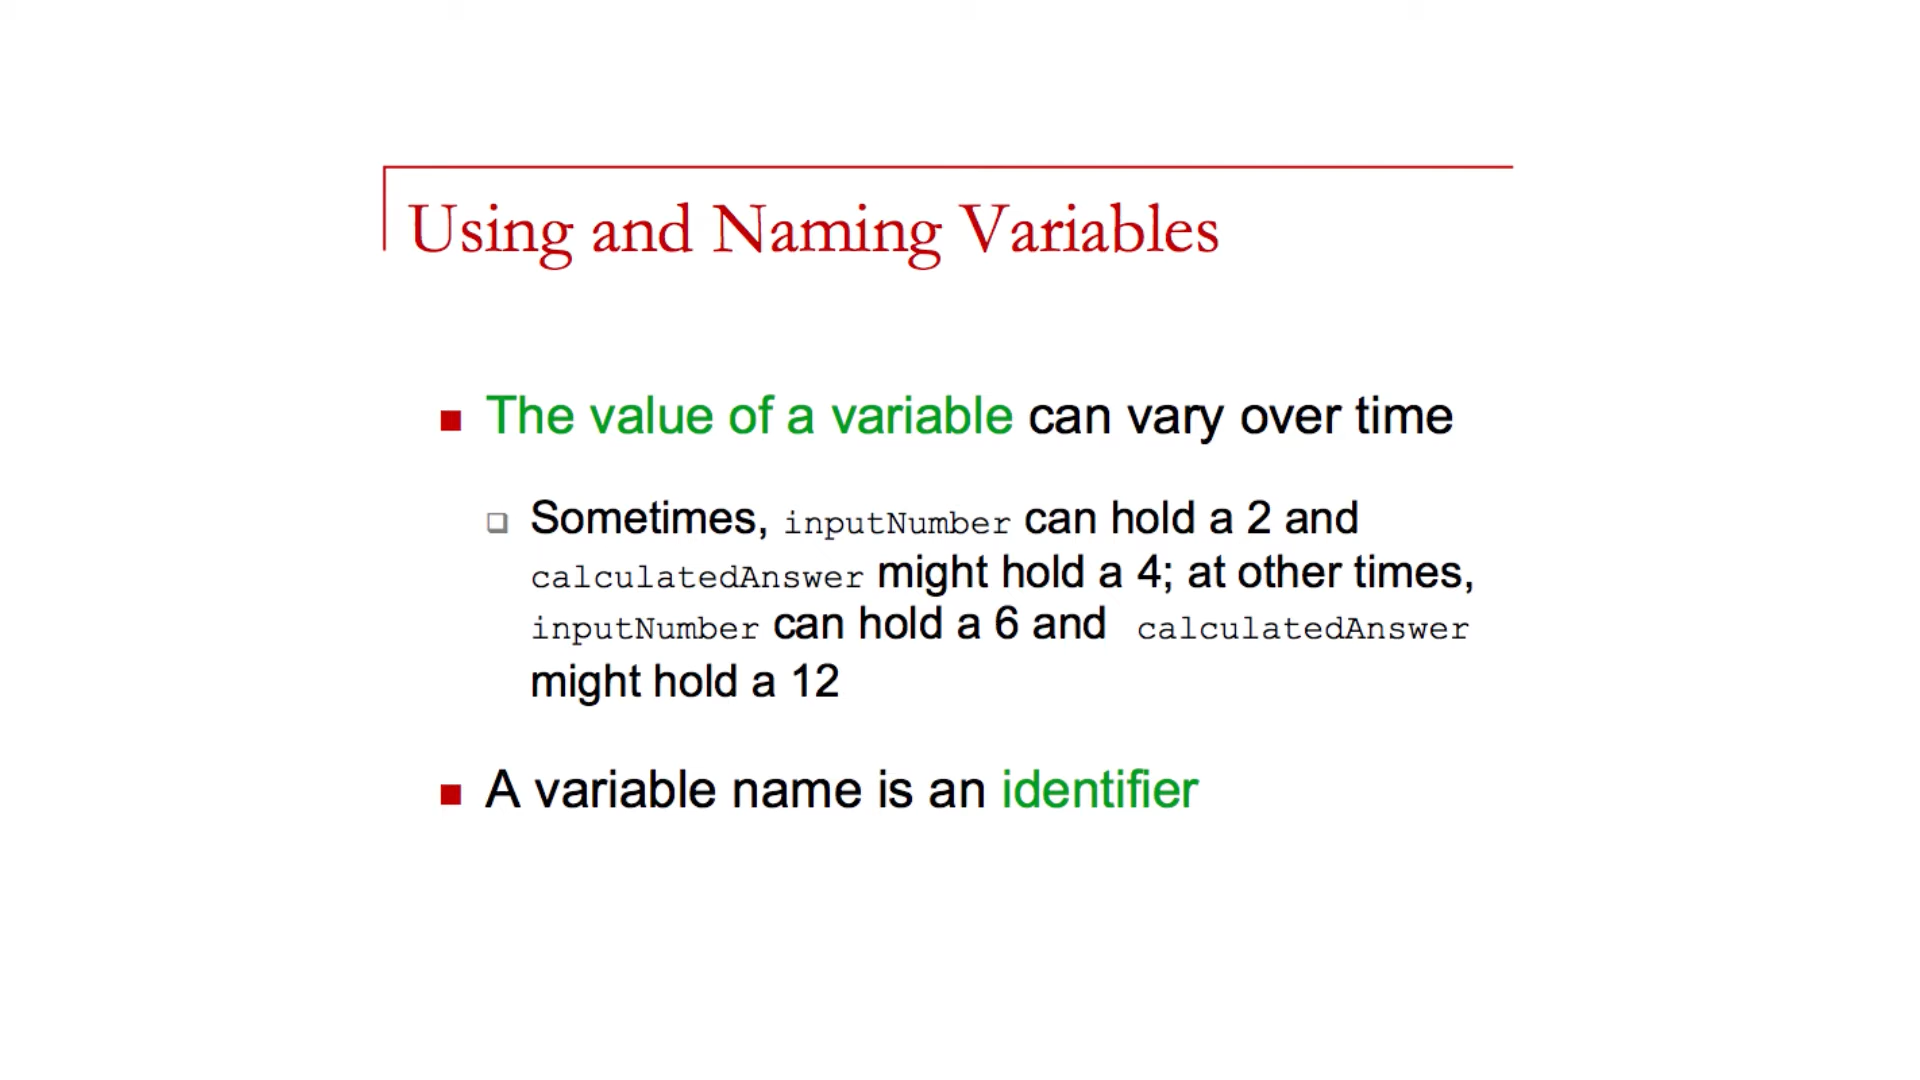 Using and Naming Variables
The value of a variable can vary over time
Sometimes, inputNumber can hold a 2 and
calculatedAnswer might hold a 4; at other times,
inputNumber can hold a 6 and calculatedAnswer
might hold a 12
A variable name is an identifier